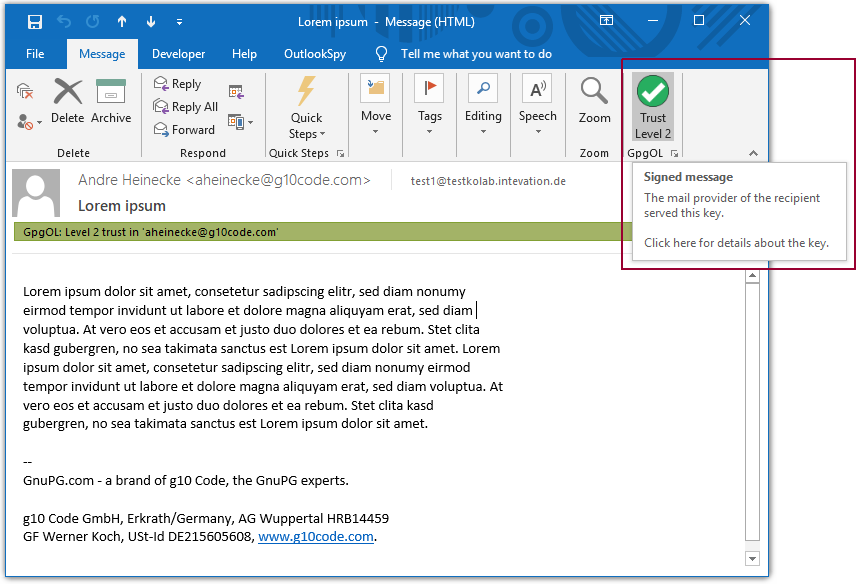 Lorem ipsum - Message (HTML)
File Message Developer Help OutlookSpy Tell me what you want to do
Delete Archive
Delete
Reply
Reply All
Forward
Respond
Quick
Steps
Quick Steps
Move
Tags
Editing
Speech
Zoom
Zoom
Trust
Level 2
GpgOL
Andre Heinecke <aheinecke@g10code.com> test1@testkolab.intevation.de
Lorem ipsum
GpgOL: Level 2 trust in 'aheinecke@g10code.com'
Signed message
The mail provider of the recipient
served this key.
Click here for details about the key.
Lorem ipsum dolor sit amet, consetetur sadipscing elitr, sed diam nonumy
eirmod tempor invidunt ut labore et dolore magna aliquyam erat, sed diam
voluptua. At vero eos et accusam et justo duo dolores et ea rebum. Stet clita
kasd gubergren, no sea takimata sanctus est Lorem ipsum dolor sit amet. Lorem
ipsum dolor sit amet, consetetur sadipscing elitr, sed diam nonumy eirmod
tempor invidunt ut labore et dolore magna aliquyam erat, sed diam voluptua. At
vero eos et accusam et justo duo dolores et ea rebum. Stet clita kasd
gubergren, no sea takimata sanctus est Lorem ipsum dolor sit amet.
--
GnuPG.com - a brand of g10 Code, the GnuPG experts.
g10 Code GmbH, Erkrath/Germany, AG Wuppertal HRB14459
GF Werner Koch, USt-Id DE215605608, www.g10code.com.